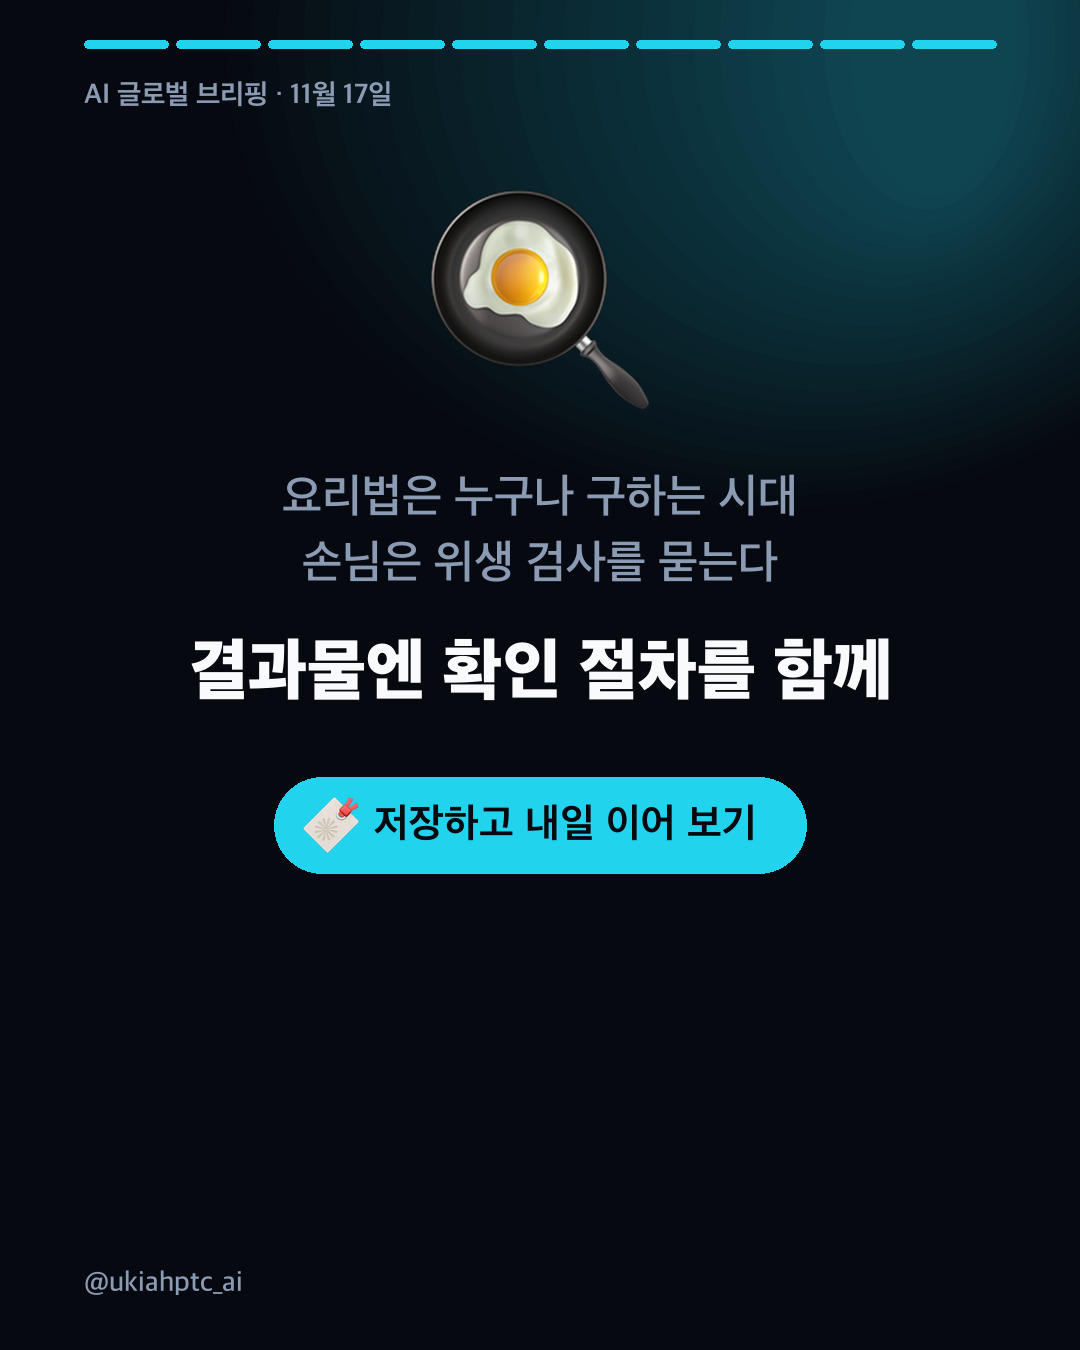 AI 글로벌 브리핑 · 11월 17일
요리법은 누구나 구하는 시대
손님은 위생 검사를 묻는다
결과물엔 확인 절차를 함께
저장하고 내일 이어 보기
@ukiahptc_ai